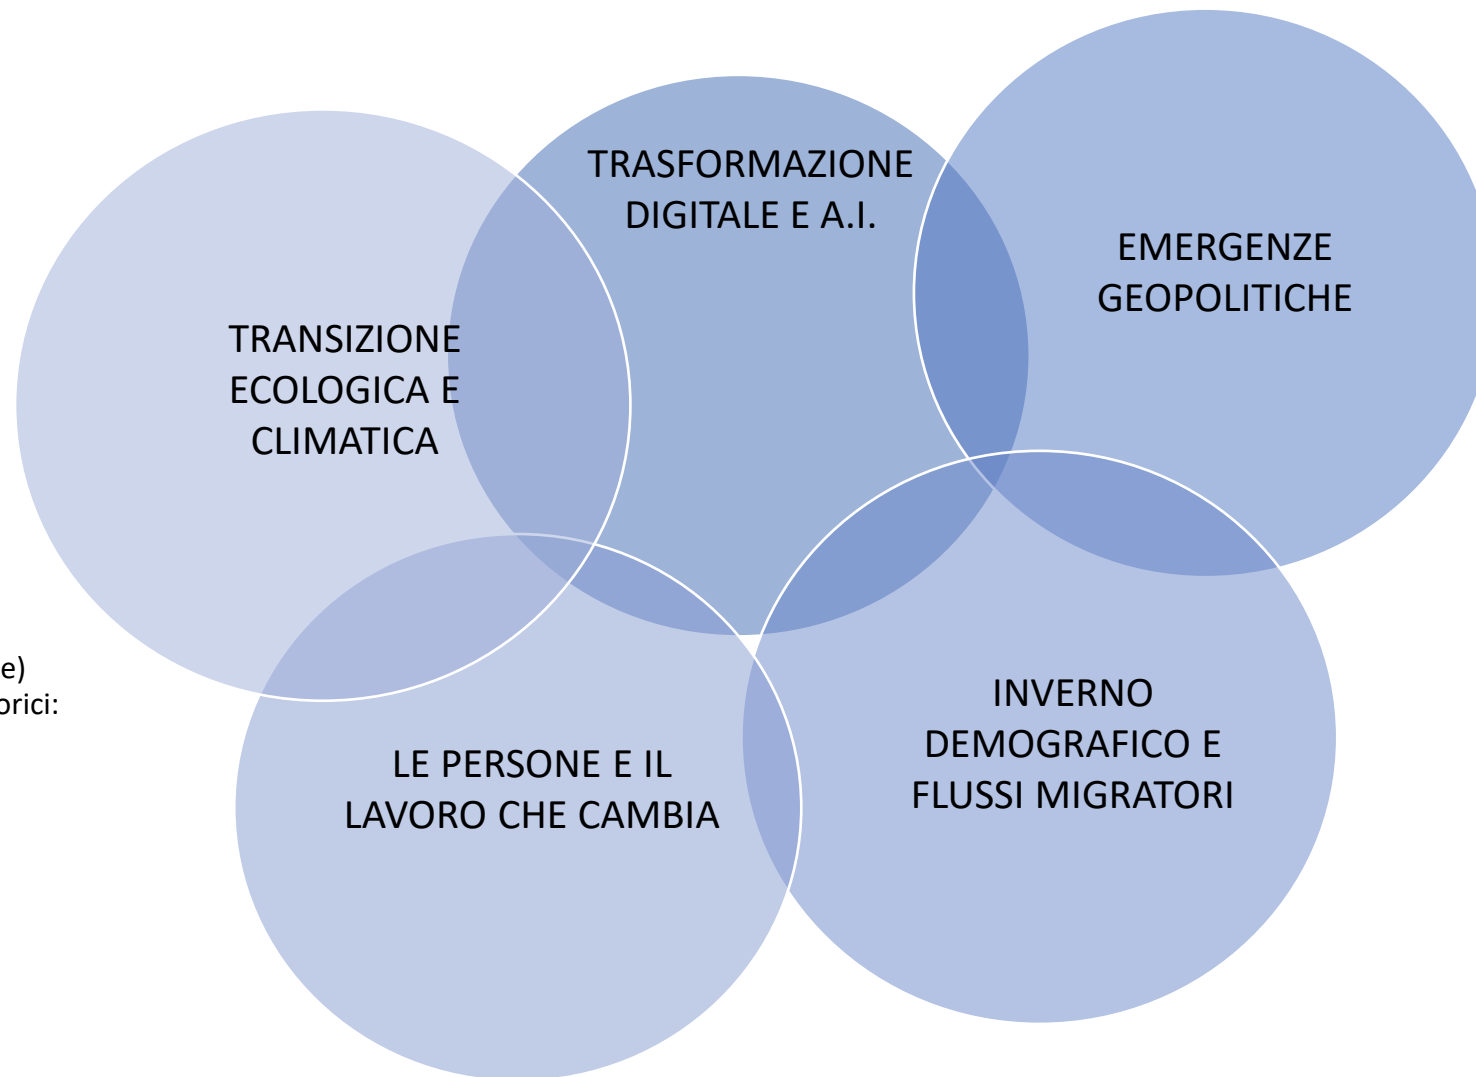 TRASFORMAZIONE
DIGITALE E A.I.
EMERGENZE
GEOPOLITICHE
TRANSIZIONE
ECOLOGICA E
CLIMATICA
e)
orici:
LE PERSONE E IL
LAVORO CHE CAMBIA
INVERNO
DEMOGRAFICO E
FLUSSI MIGRATORI